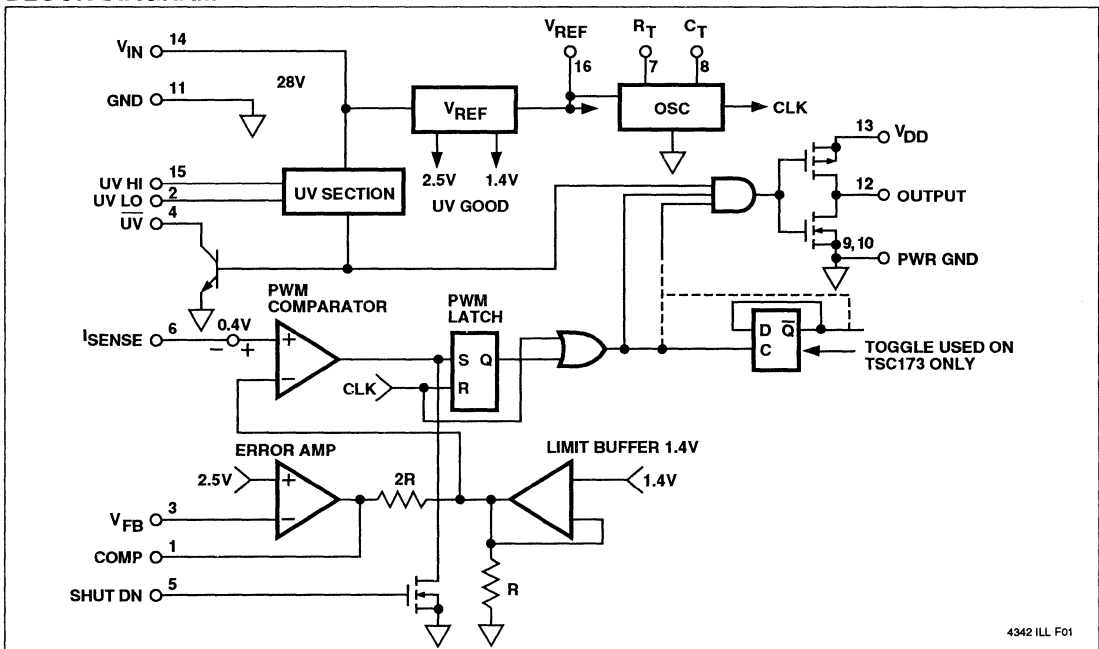 BLOCK DIAGRAM
VIN 14
GND 11
28V
VREF
VREF
16
RT
7
CT
8
OSC
CLK
2.5V
1.4V
UV GOOD
UV HI 15
UV LO 2
UV 4
UV SECTION
13 VDD
12 OUTPUT
9, 10
PWR GND
PWM
COMPARATOR
PWM
LATCH
ISENSE 6
0.4V
− +
+
−
S Q
R
CLK
D Q
C
TOGGLE USED ON
TSC173 ONLY
ERROR AMP
2.5V
+
−
2R
LIMIT BUFFER 1.4V
1.4V
VFB 3
COMP 1
SHUT DN 5
R
4342 ILL F01